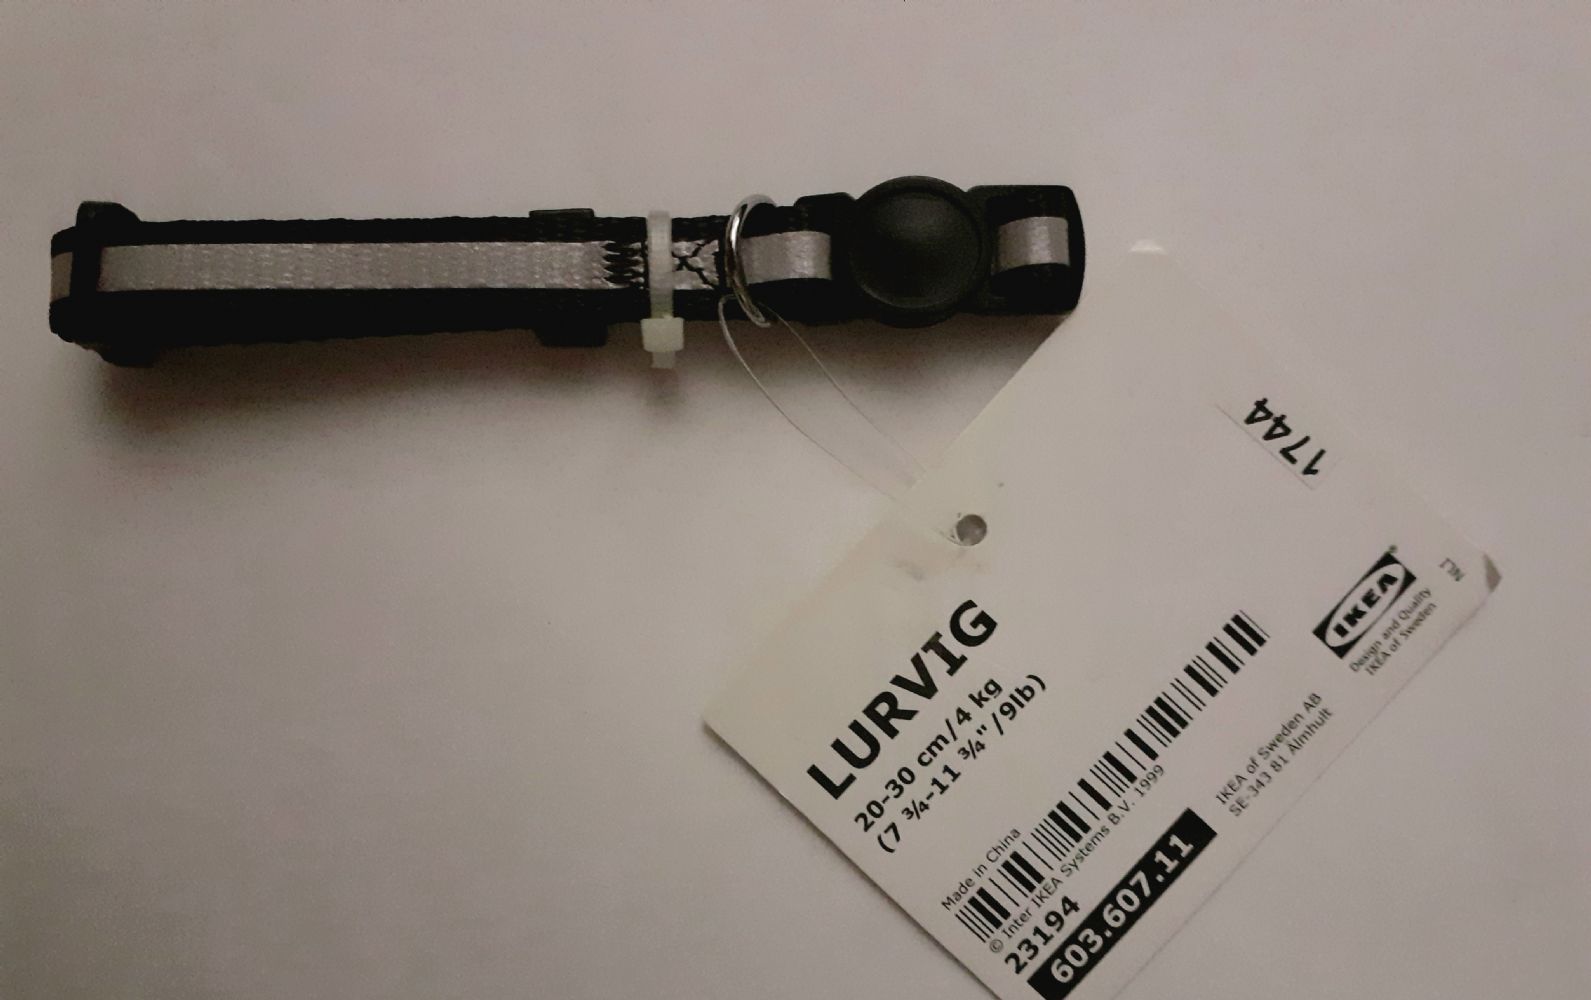 1744
LURVIG
20-30 cm/4 kg
(7 ¾-11 ¾"/9lb)
Made in China
© Inter IKEA Systems B.V. 1999
23194
603.607.11
IKEA of Sweden AB
SE-343 81 Älmhult
IKEA®
Design and Quality
IKEA of Sweden
NLI